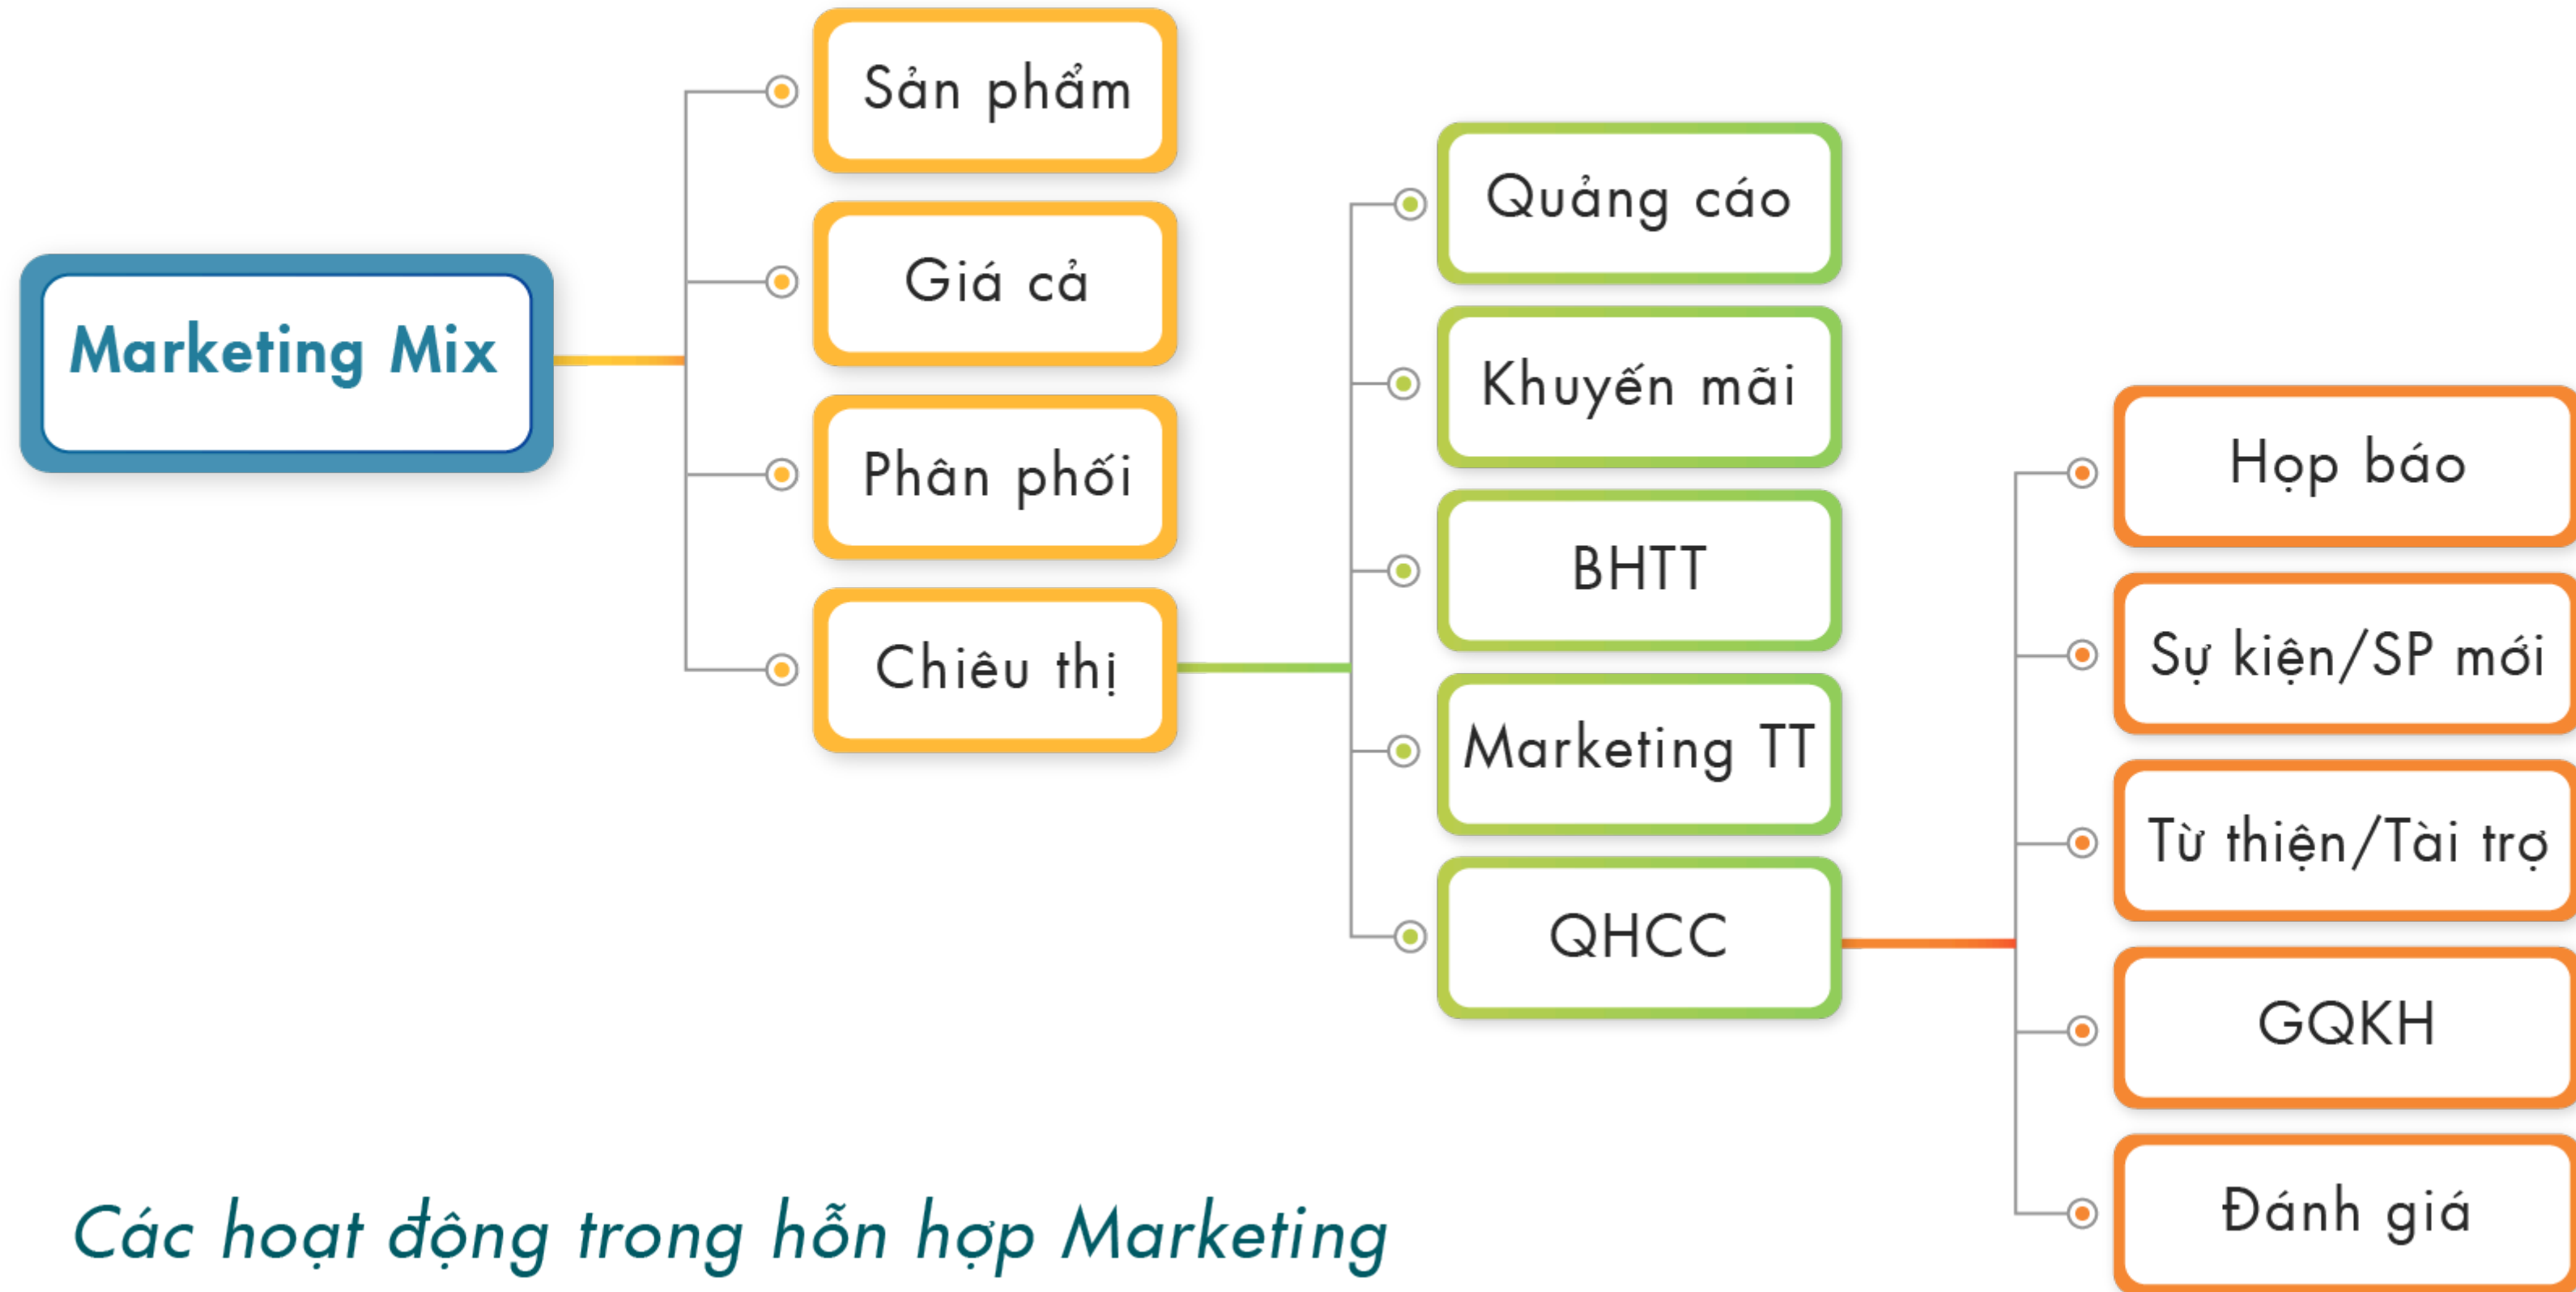 Marketing Mix
Sản phẩm
Giá cả
Phân phối
Chiêu thị
Quảng cáo
Khuyến mãi
BHTT
Marketing TT
QHCC
Họp báo
Sự kiện/SP mới
Từ thiện/Tài trợ
GQKH
Đánh giá
Các hoạt động trong hỗn hợp Marketing